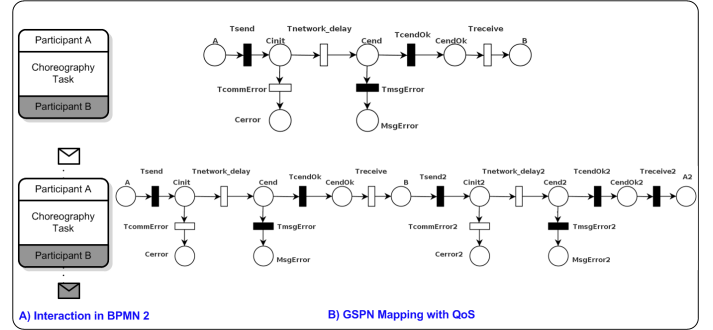 Participant A
Choreography
Task
Participant B
A
Tsend
Cinit
Tnetwork_delay
Cend
TcendOk
CendOk
Treceive
B
TcommError
TmsgError
Cerror
MsgError
Participant A
Choreography
Task
Participant B
A
Tsend
Cinit
Tnetwork_delay
Cend
TcendOk
CendOk
Treceive
B
Tsend2
Cinit2
Tnetwork_delay2
Cend2
TcendOk2
CendOk2
Treceive2
A2
TcommError
TmsgError
TcommError2
TmsgError2
Cerror
MsgError
Cerror2
MsgError2
A) Interaction in BPMN 2
B) GSPN Mapping with QoS